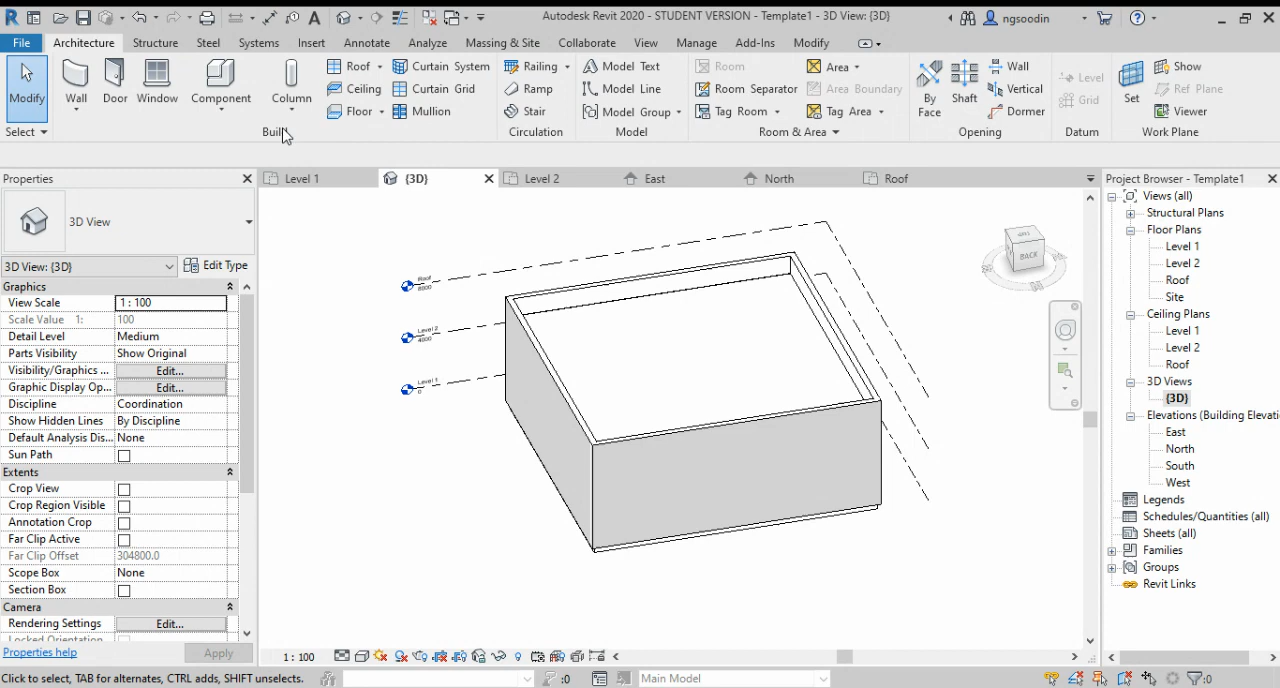 Autodesk Revit 2020 - STUDENT VERSION - Template1 - 3D View: {3D}
ngsoodin
File Architecture Structure Steel Systems Insert Annotate Analyze Massing & Site Collaborate View Manage Add-Ins Modify
Modify Wall Door Window Component Column
Roof Curtain System Railing Model Text Room Area Wall Level Show
Ceiling Curtain Grid Ramp Model Line Room Separator Area Boundary Vertical Grid Ref Plane
Floor Mullion Stair Model Group Tag Room Tag Area Dormer Viewer
By Face Shaft Set
Select Build Circulation Model Room & Area Opening Datum Work Plane
Properties
Level 1 {3D} Level 2 East North Roof
Project Browser - Template1
3D View
3D View: {3D} Edit Type
Graphics
View Scale 1 : 100
Scale Value 1: 100
Detail Level Medium
Parts Visibility Show Original
Visibility/Graphics ... Edit...
Graphic Display Op... Edit...
Discipline Coordination
Show Hidden Lines By Discipline
Default Analysis Dis... None
Sun Path
Extents
Crop View
Crop Region Visible
Annotation Crop
Far Clip Active
Far Clip Offset 304800.0
Scope Box None
Section Box
Camera
Rendering Settings Edit...
Locked Orientation
Properties help Apply
Roof
8000
Level 2
4000
Level 1
0
BACK
Views (all)
Structural Plans
Floor Plans
Level 1
Level 2
Roof
Site
Ceiling Plans
Level 1
Level 2
Roof
3D Views
{3D}
Elevations (Building Elevati
East
North
South
West
Legends
Schedules/Quantities (all)
Sheets (all)
Families
Groups
Revit Links
1 : 100
Click to select, TAB for alternates, CTRL adds, SHIFT unselects. :0 Main Model :0